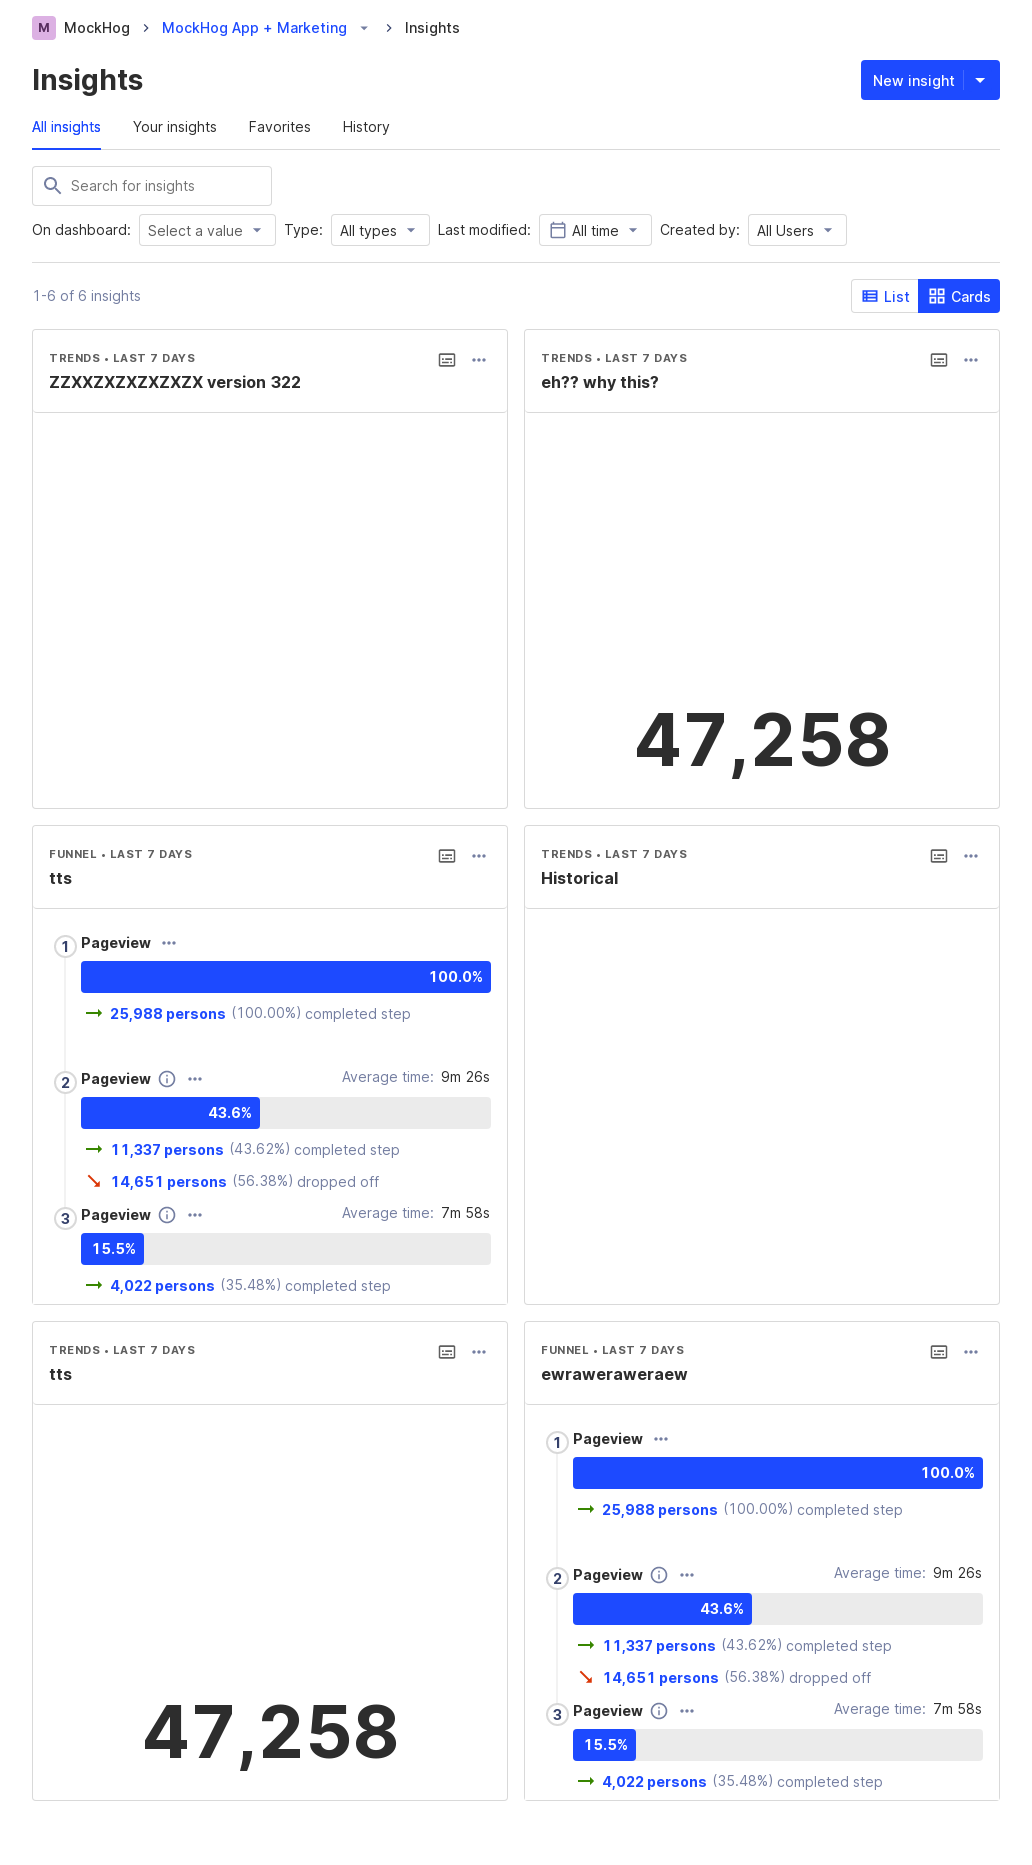 M MockHog > MockHog App + Marketing > Insights
Insights
New insight
All insights Your insights Favorites History
Search for insights
On dashboard: Select a value Type: All types Last modified: All time Created by: All Users
1-6 of 6 insights
List Cards
TRENDS • LAST 7 DAYS
ZZXXZXZXZXZXZX version 322
TRENDS • LAST 7 DAYS
eh?? why this?
47,258
FUNNEL • LAST 7 DAYS
tts
1 Pageview
100.0%
25,988 persons (100.00%) completed step
2 Pageview Average time: 9m 26s
43.6%
11,337 persons (43.62%) completed step
14,651 persons (56.38%) dropped off
3 Pageview Average time: 7m 58s
15.5%
4,022 persons (35.48%) completed step
TRENDS • LAST 7 DAYS
Historical
TRENDS • LAST 7 DAYS
tts
47,258
FUNNEL • LAST 7 DAYS
ewraweraweraew
1 Pageview
100.0%
25,988 persons (100.00%) completed step
2 Pageview Average time: 9m 26s
43.6%
11,337 persons (43.62%) completed step
14,651 persons (56.38%) dropped off
3 Pageview Average time: 7m 58s
15.5%
4,022 persons (35.48%) completed step